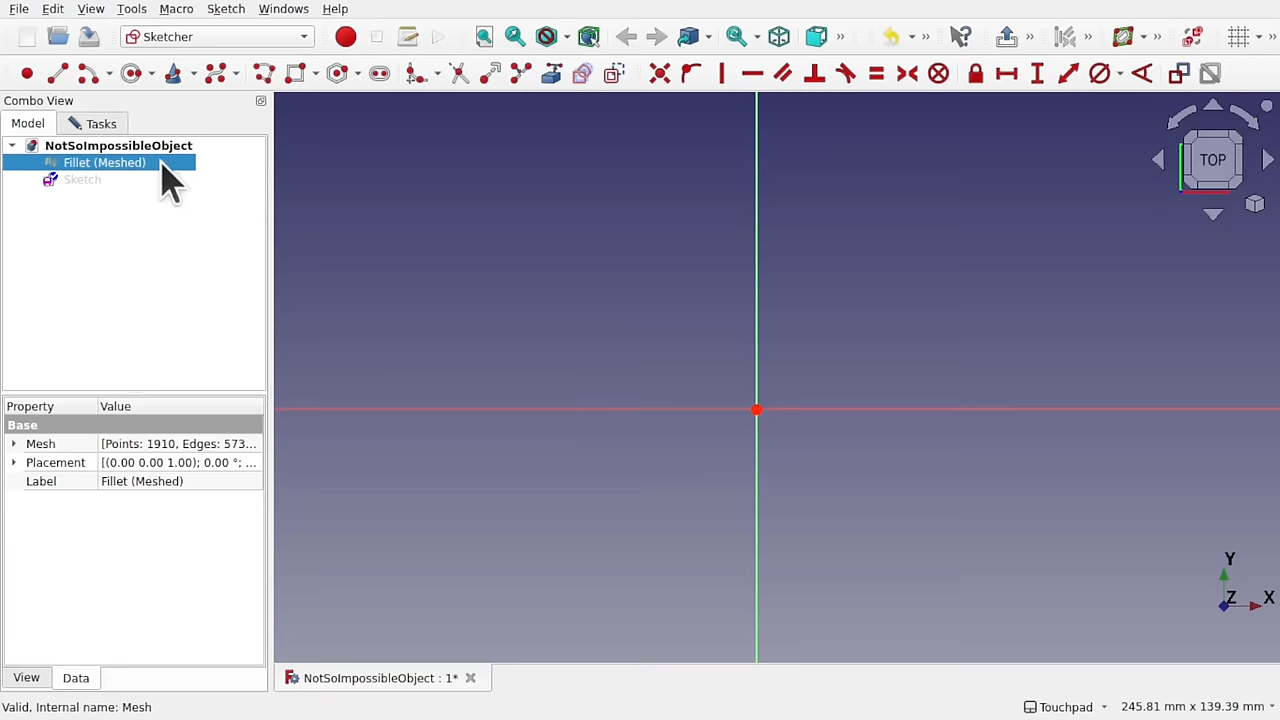 File Edit View Tools Macro Sketch Windows Help
Sketcher
Combo View
Model Tasks
NotSoImpossibleObject
Fillet (Meshed)
Sketch
TOP
Property Value
Base
Mesh [Points: 1910, Edges: 573...
Placement [(0.00 0.00 1.00); 0.00 °; ...
Label Fillet (Meshed)
Y
Z X
View Data
NotSoImpossibleObject : 1*
Valid, Internal name: Mesh
Touchpad 245.81 mm x 139.39 mm